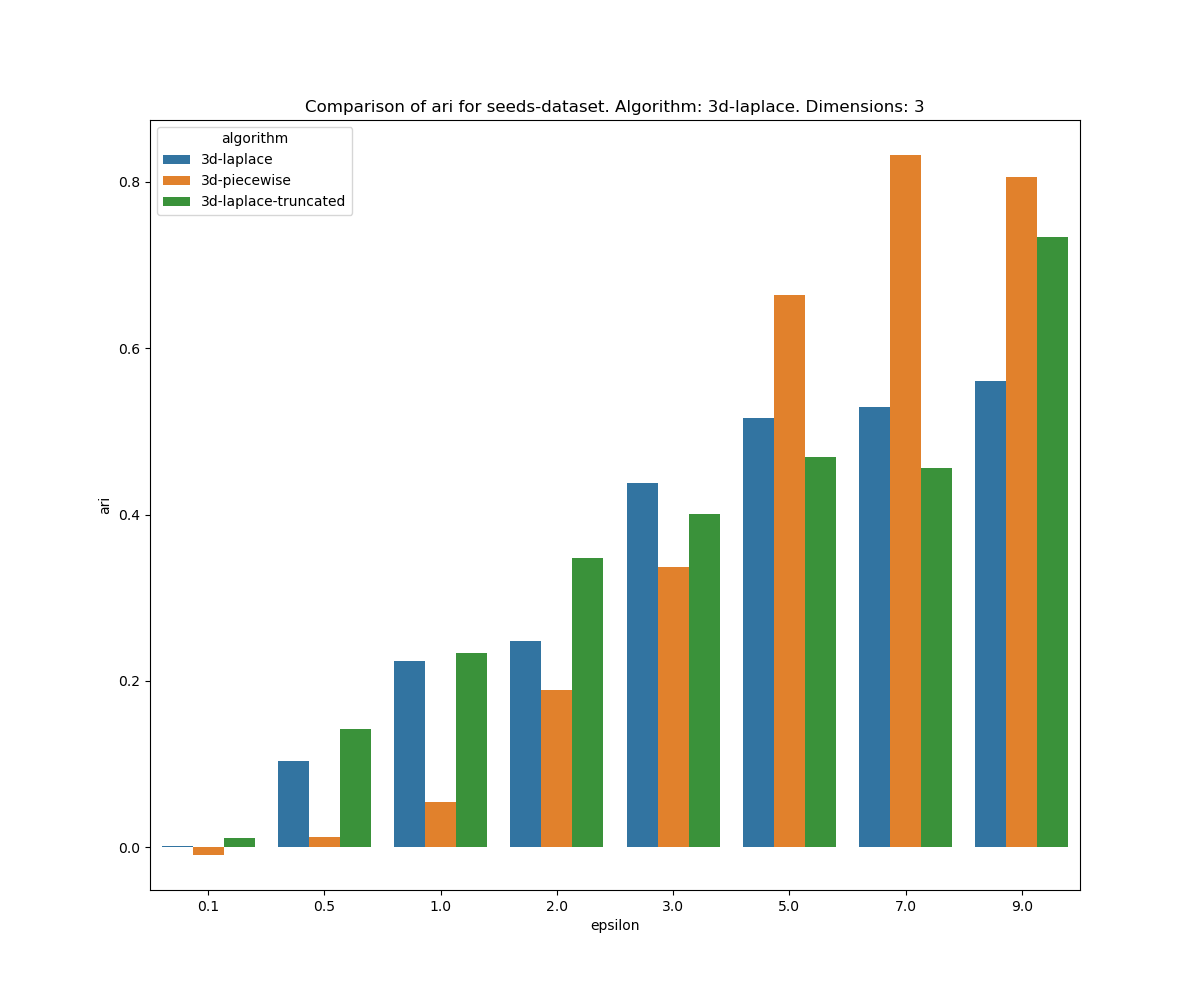 Comparison of ari for seeds-dataset. Algorithm: 3d-laplace. Dimensions: 3
algorithm
3d-laplace
3d-piecewise
3d-laplace-truncated
0.8
0.6
0.4
0.2
0.0
ari
0.1 0.5 1.0 2.0 3.0 5.0 7.0 9.0
epsilon